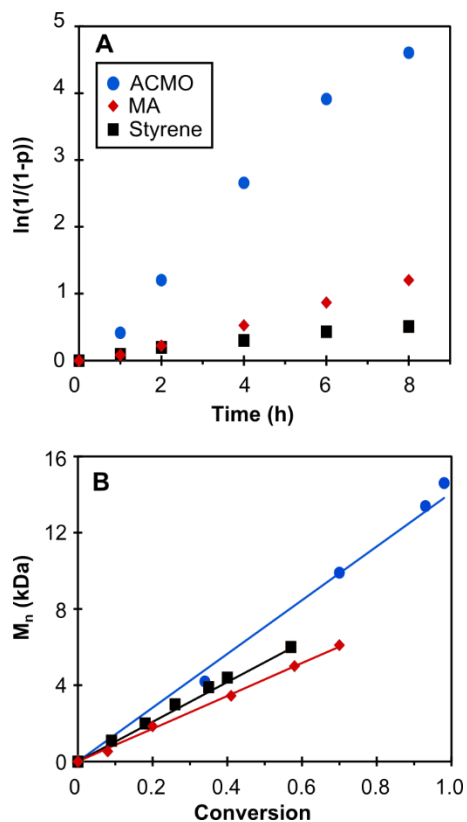 A
ACMO
MA
Styrene
ln(1/(1-p))
5
4
3
2
1
0
0 2 4 6 8
Time (h)
B
Mn (kDa)
16
12
8
4
0
0 0.2 0.4 0.6 0.8 1.0
Conversion